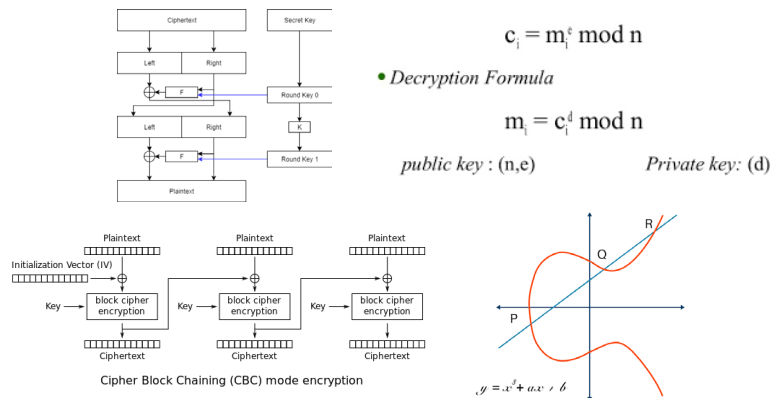 Ciphertext
Secret Key
Left Right
F
Round Key 0
K
Left Right
F
Round Key 1
Plaintext
cᵢ = mᵢᵉ mod n
• Decryption Formula
mᵢ = cᵢᵈ mod n
public key : (n,e) Private key: (d)
Plaintext Plaintext Plaintext
Initialization Vector (IV)
Key block cipher encryption Key block cipher encryption Key block cipher encryption
Ciphertext Ciphertext Ciphertext
Cipher Block Chaining (CBC) mode encryption
R
Q
P
y = x³ + ax + b